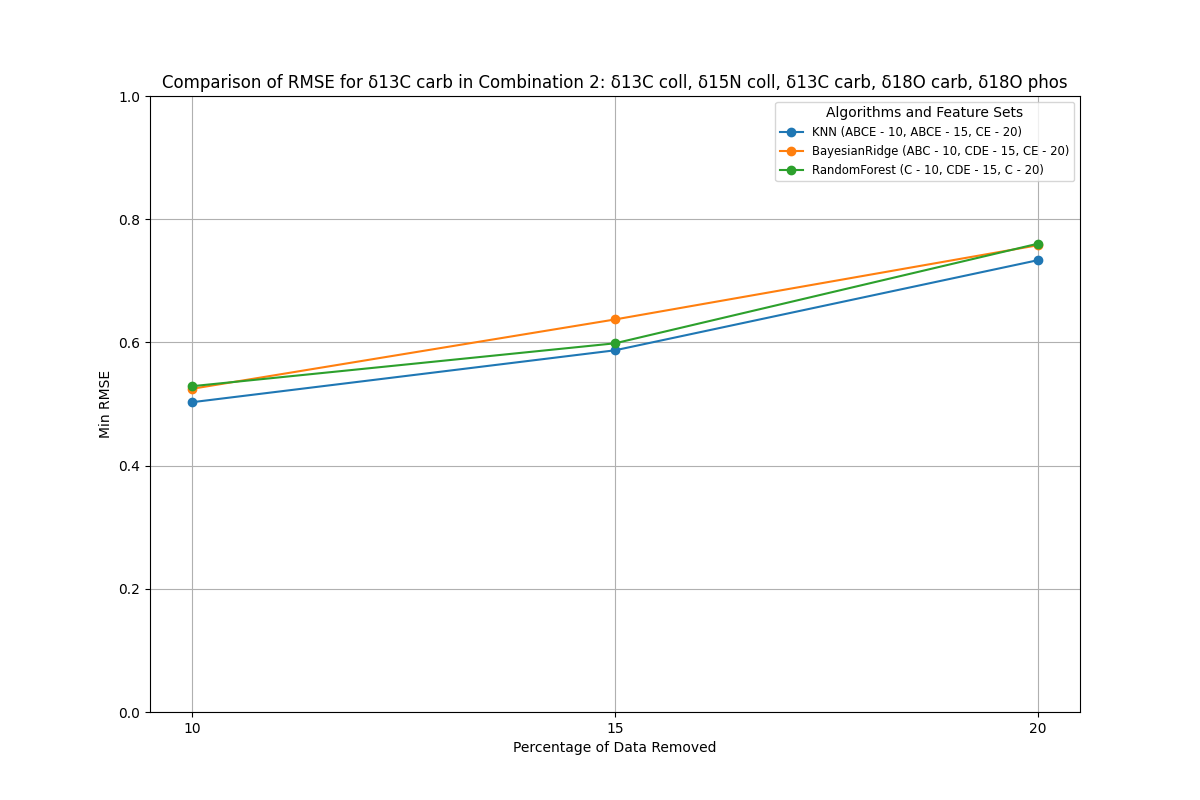 Comparison of RMSE for δ13C carb in Combination 2: δ13C coll, δ15N coll, δ13C carb, δ18O carb, δ18O phos
1.0
0.8
0.6
0.4
0.2
0.0
Min RMSE
Algorithms and Feature Sets
KNN (ABCE - 10, ABCE - 15, CE - 20)
BayesianRidge (ABC - 10, CDE - 15, CE - 20)
RandomForest (C - 10, CDE - 15, C - 20)
10
15
20
Percentage of Data Removed